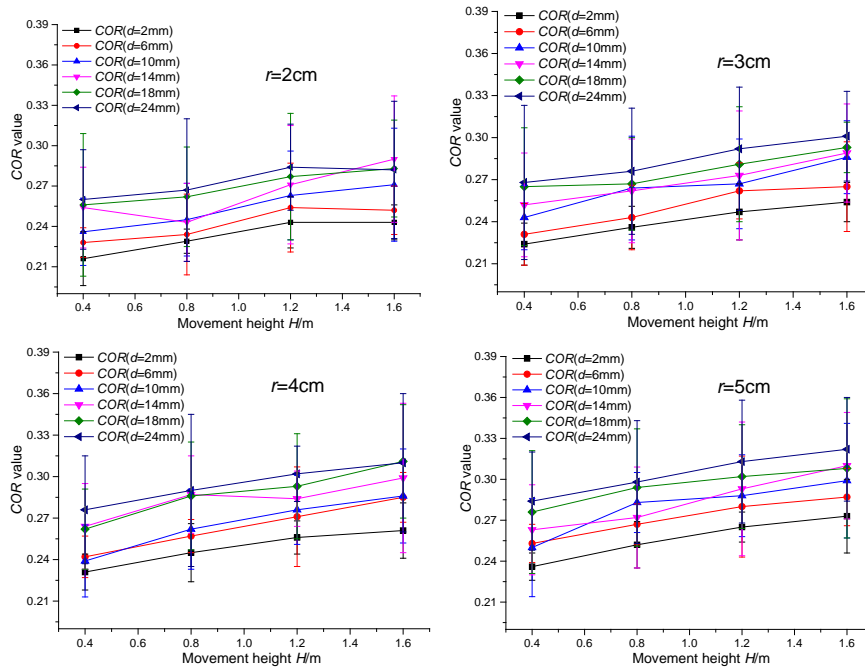 0.39
0.36
0.33
0.30
0.27
0.24
0.21
COR value
COR(d=2mm)
COR(d=6mm)
COR(d=10mm)
COR(d=14mm)
COR(d=18mm)
COR(d=24mm)
r=2cm
0.4 0.6 0.8 1.0 1.2 1.4 1.6
Movement height H/m
0.39
0.36
0.33
0.30
0.27
0.24
0.21
COR value
COR(d=2mm)
COR(d=6mm)
COR(d=10mm)
COR(d=14mm)
COR(d=18mm)
COR(d=24mm)
r=3cm
0.4 0.6 0.8 1.0 1.2 1.4 1.6
Movement height H/m
0.39
0.36
0.33
0.30
0.27
0.24
0.21
COR value
COR(d=2mm)
COR(d=6mm)
COR(d=10mm)
COR(d=14mm)
COR(d=18mm)
COR(d=24mm)
r=4cm
0.4 0.6 0.8 1.0 1.2 1.4 1.6
Movement height H/m
0.39
0.36
0.33
0.30
0.27
0.24
0.21
COR value
COR(d=2mm)
COR(d=6mm)
COR(d=10mm)
COR(d=14mm)
COR(d=18mm)
COR(d=24mm)
r=5cm
0.4 0.6 0.8 1.0 1.2 1.4 1.6
Movement height H/m